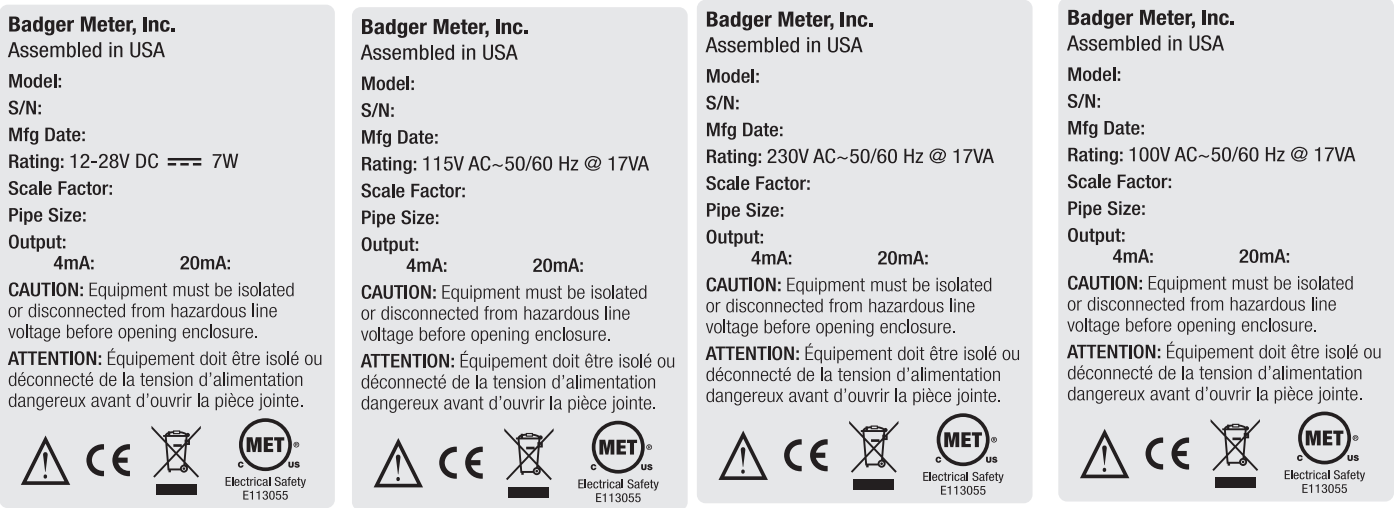 Badger Meter, Inc.
Assembled in USA
Model:
S/N:
Mfg Date:
Rating: 12-28V DC 7W
Scale Factor:
Pipe Size:
Output:
4mA: 20mA:
CAUTION: Equipment must be isolated
or disconnected from hazardous line
voltage before opening enclosure.
ATTENTION: Équipement doit être isolé ou
déconnecté de la tension d'alimentation
dangereux avant d'ouvrir la pièce jointe.
! CE MET ®
C US
Electrical Safety
E113055
Badger Meter, Inc.
Assembled in USA
Model:
S/N:
Mfg Date:
Rating: 115V AC~50/60 Hz @ 17VA
Scale Factor:
Pipe Size:
Output:
4mA: 20mA:
CAUTION: Equipment must be isolated
or disconnected from hazardous line
voltage before opening enclosure.
ATTENTION: Équipement doit être isolé ou
déconnecté de la tension d'alimentation
dangereux avant d'ouvrir la pièce jointe.
! CE MET ®
C US
Electrical Safety
E113055
Badger Meter, Inc.
Assembled in USA
Model:
S/N:
Mfg Date:
Rating: 230V AC~50/60 Hz @ 17VA
Scale Factor:
Pipe Size:
Output:
4mA: 20mA:
CAUTION: Equipment must be isolated
or disconnected from hazardous line
voltage before opening enclosure.
ATTENTION: Équipement doit être isolé ou
déconnecté de la tension d'alimentation
dangereux avant d'ouvrir la pièce jointe.
! CE MET ®
C US
Electrical Safety
E113055
Badger Meter, Inc.
Assembled in USA
Model:
S/N:
Mfg Date:
Rating: 100V AC~50/60 Hz @ 17VA
Scale Factor:
Pipe Size:
Output:
4mA: 20mA:
CAUTION: Equipment must be isolated
or disconnected from hazardous line
voltage before opening enclosure.
ATTENTION: Équipement doit être isolé ou
déconnecté de la tension d'alimentation
dangereux avant d'ouvrir la pièce jointe.
! CE MET ®
C US
Electrical Safety
E113055